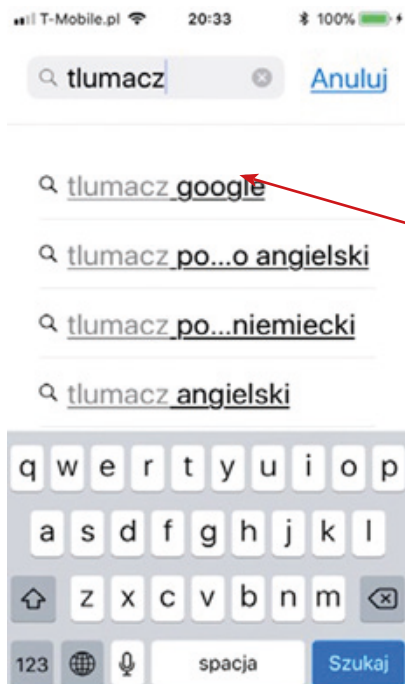 T-Mobile.pl 20:33 100%
tlumacz Anuluj
tlumacz google
tlumacz po...o angielski
tlumacz po...niemiecki
tlumacz angielski
q w e r t y u i o p
a s d f g h j k l
z x c v b n m
123 spacja Szukaj